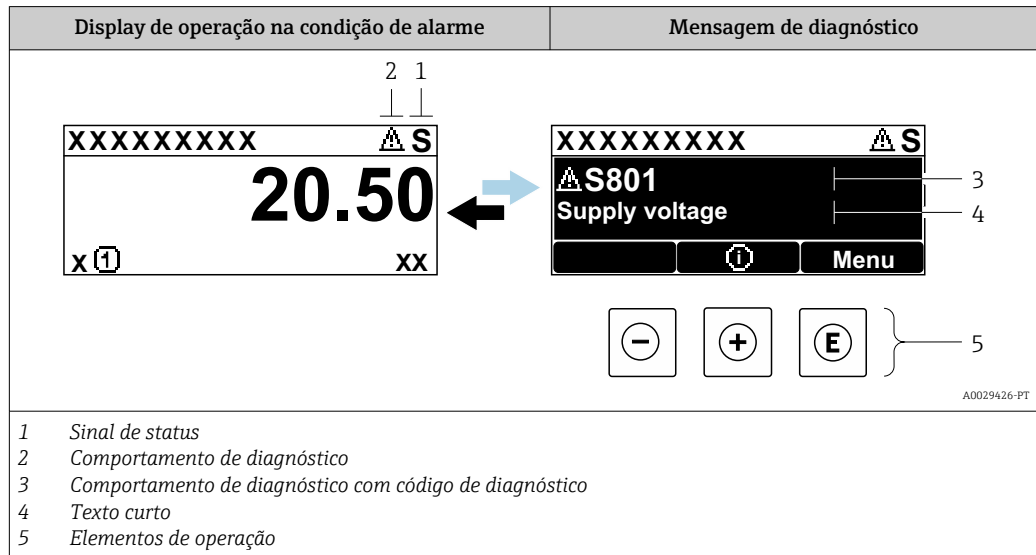 Display de operação na condição de alarme
Mensagem de diagnóstico
2 1
XXXXXXXXX ⚠ S
20.50
X ① XX
XXXXXXXXX ⚠ S
⚠S801
Supply voltage
ⓘ Menu
3
4
- + E
5
A0029426-PT
1 Sinal de status
2 Comportamento de diagnóstico
3 Comportamento de diagnóstico com código de diagnóstico
4 Texto curto
5 Elementos de operação